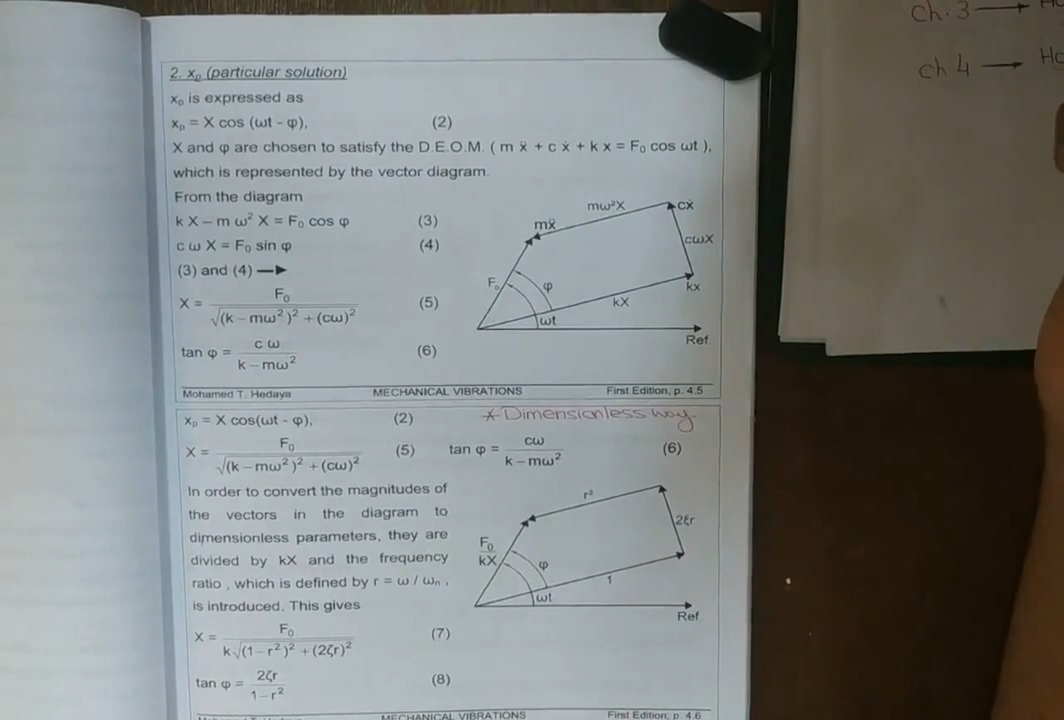 2. xₚ (particular solution)
xₚ is expressed as
xₚ = X cos (ωt - φ), (2)
X and φ are chosen to satisfy the D.E.O.M. ( m ẍ + c ẋ + k x = F₀ cos ωt ),
which is represented by the vector diagram.
From the diagram
k X – m ω² X = F₀ cos φ (3)
c ω X = F₀ sin φ (4)
(3) and (4)
X = F₀ / √(k – mω²)² + (cω)² (5)
tan φ = c ω / k – mω² (6)
mω²X
cẋ
mẍ
cωX
F₀
φ
kx
kX
ωt
Ref.
Mohamed T. Hedaya MECHANICAL VIBRATIONS First Edition, p. 4.5
* Dimensionless way.
xₚ = X cos(ωt - φ), (2)
X = F₀ / √(k – mω²)² + (cω)² (5) tan φ = cω / k – mω² (6)
In order to convert the magnitudes of
the vectors in the diagram to
dimensionless parameters, they are
divided by kX and the frequency
ratio , which is defined by r = ω / ωₙ ,
is introduced. This gives
X = F₀ / k√(1 – r²)² + (2ζr)² (7)
tan φ = 2ζr / 1 – r² (8)
r²
2ξr
F₀ / kX
φ
1
ωt
Ref.
MECHANICAL VIBRATIONS First Edition, p. 4.6
Ch. 3 →
ch 4 →